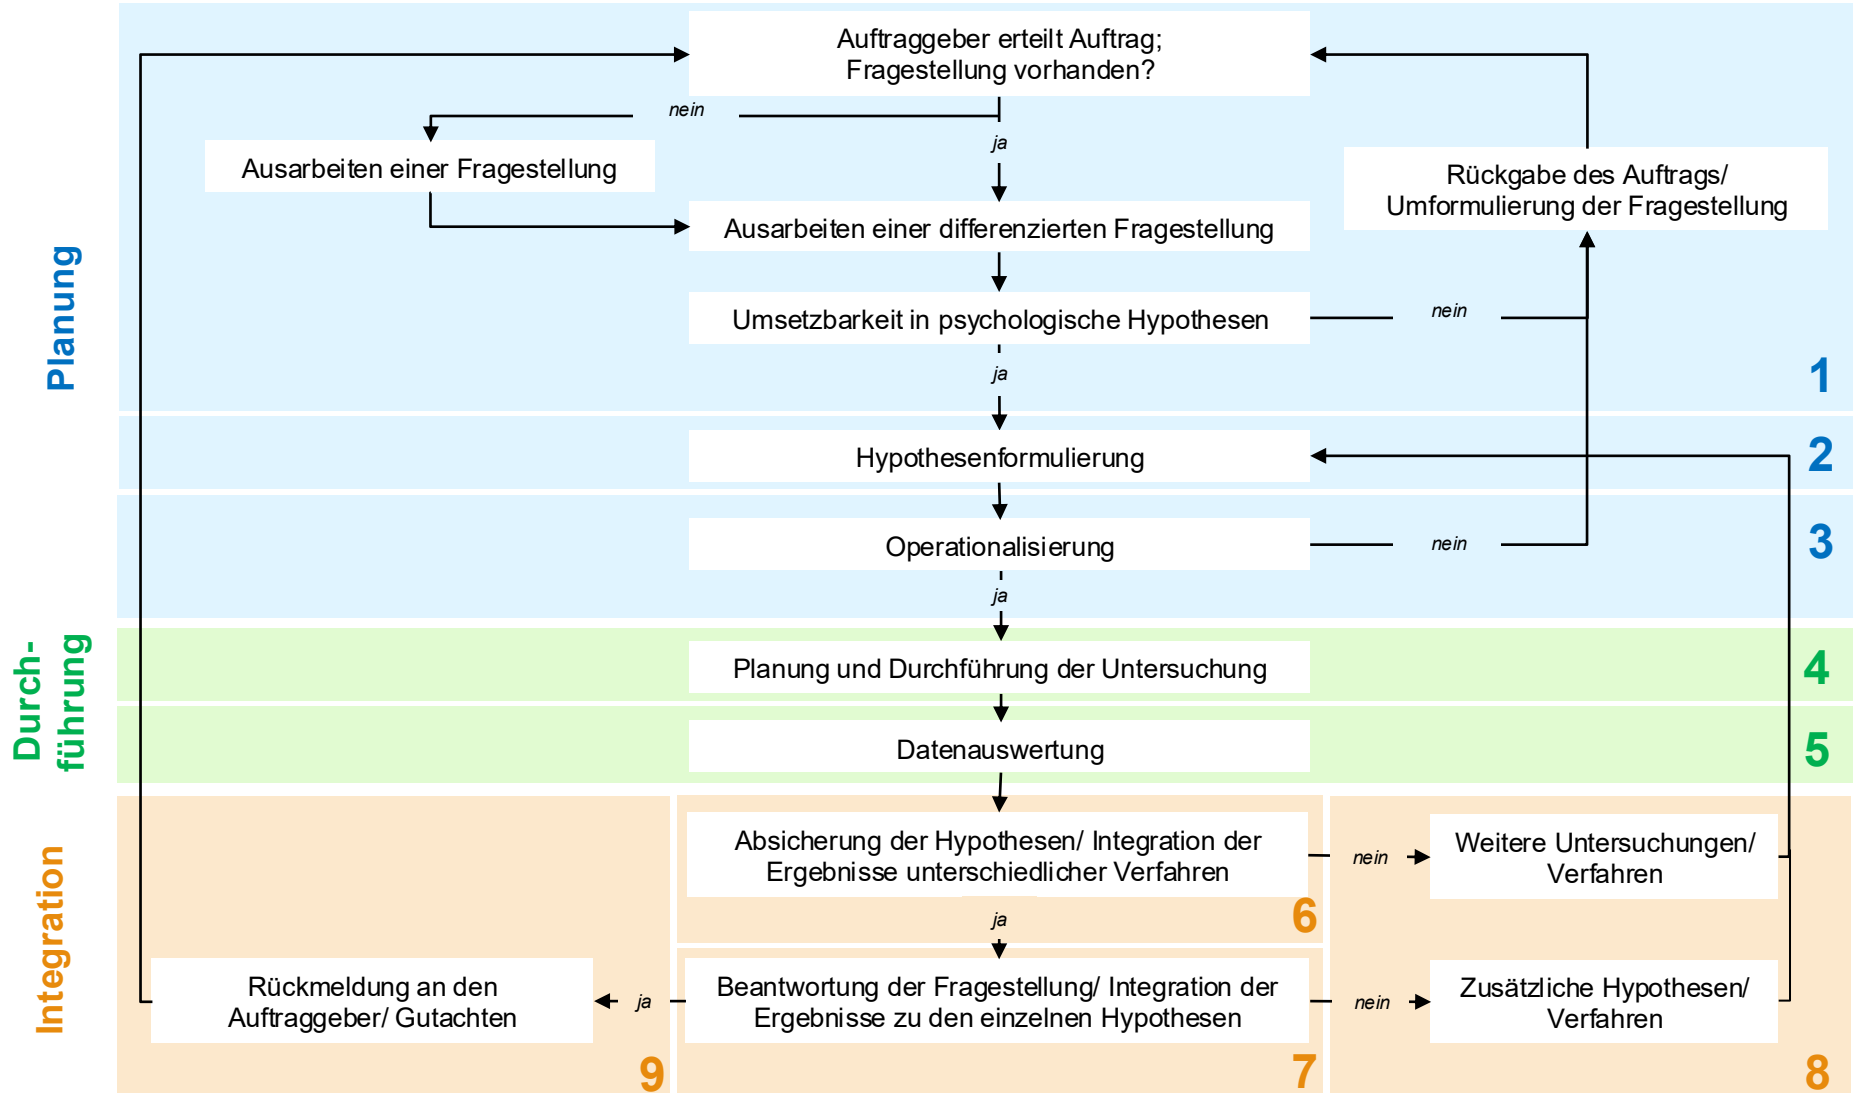 Auftraggeber erteilt Auftrag;
Fragestellung vorhanden?
nein
ja
Ausarbeiten einer Fragestellung
Rückgabe des Auftrags/
Umformulierung der Fragestellung
Ausarbeiten einer differenzierten Fragestellung
Planung
Umsetzbarkeit in psychologische Hypothesen
nein
ja
1
Hypothesenformulierung
2
Operationalisierung
nein
3
ja
Durch-
führung
Planung und Durchführung der Untersuchung
4
Datenauswertung
5
Integration
Absicherung der Hypothesen/ Integration der
Ergebnisse unterschiedlicher Verfahren
nein
Weitere Untersuchungen/
Verfahren
6
ja
Rückmeldung an den
Auftraggeber/ Gutachten
ja
Beantwortung der Fragestellung/ Integration der
Ergebnisse zu den einzelnen Hypothesen
nein
Zusätzliche Hypothesen/
Verfahren
9
7
8